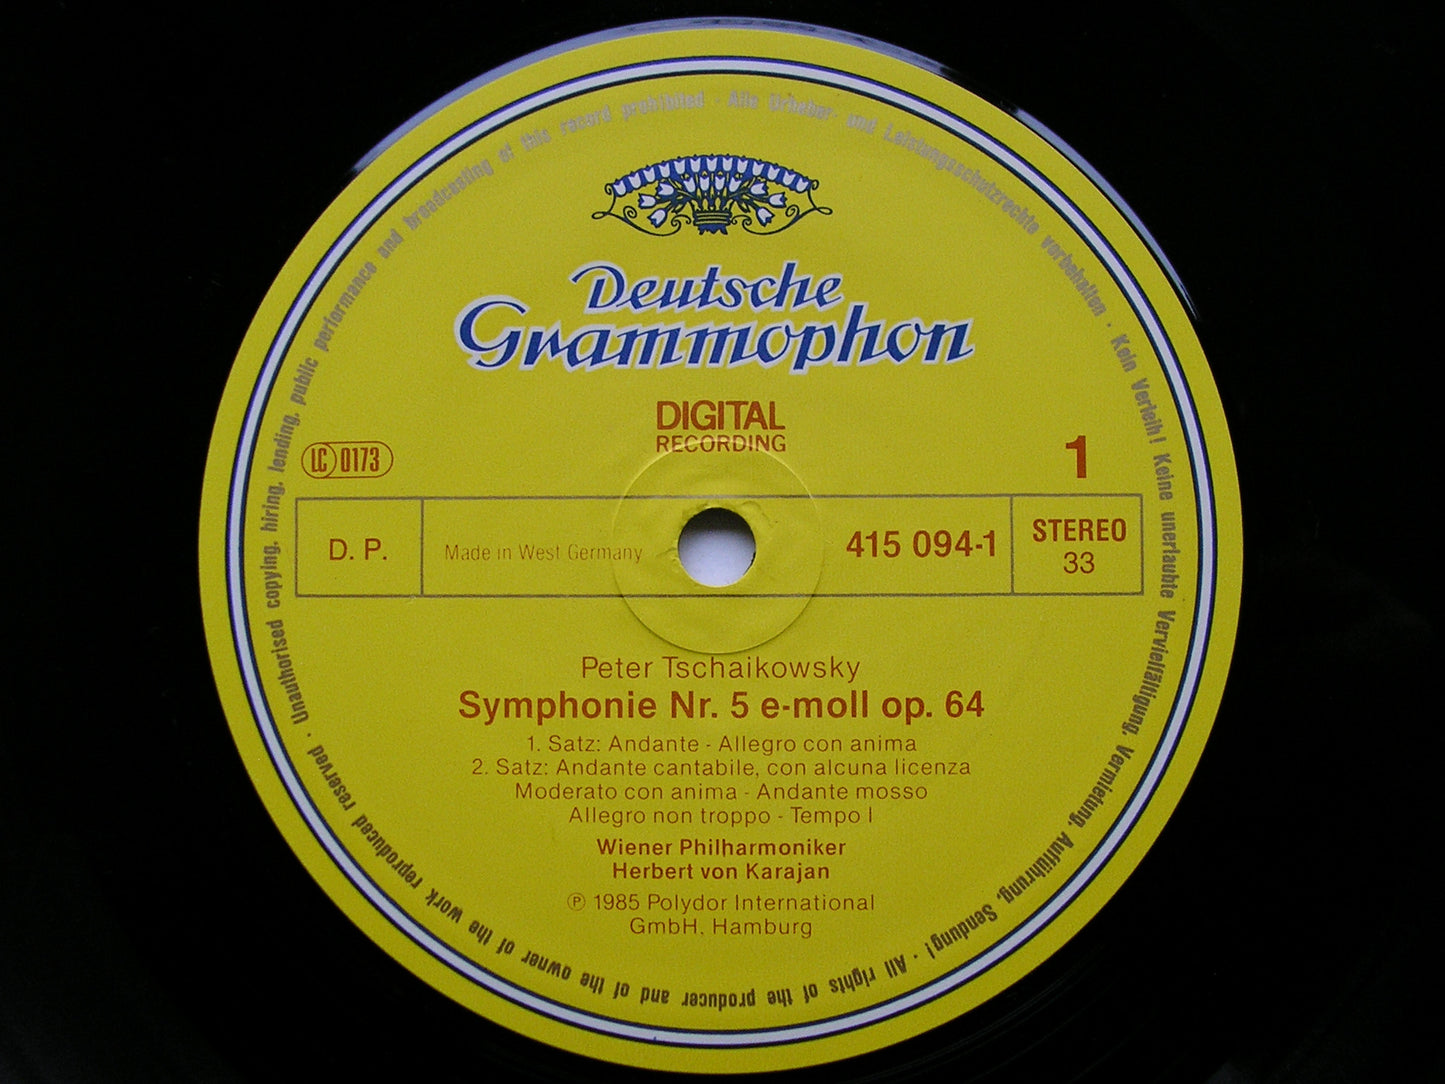 Deutsche
Grammophon
DIGITAL
RECORDING
LC 0173
1
D. P.
Made in West Germany
415 094-1
STEREO
33
Peter Tschaikowsky
Symphonie Nr. 5 e-moll op. 64
1. Satz: Andante - Allegro con anima
2. Satz: Andante cantabile, con alcuna licenza
Moderato con anima - Andante mosso
Allegro non troppo - Tempo I
Wiener Philharmoniker
Herbert von Karajan
℗ 1985 Polydor International
GmbH, Hamburg
Alle Urheber- und Leistungsschutzrechte vorbehalten · Kein Verleih! Keine unerlaubte Vervielfältigung, Vermietung, Aufführung, Sendung! · All rights of the producer and of the owner of the work reproduced reserved · Unauthorised copying, hiring, lending, public performance and broadcasting of this record prohibited ·